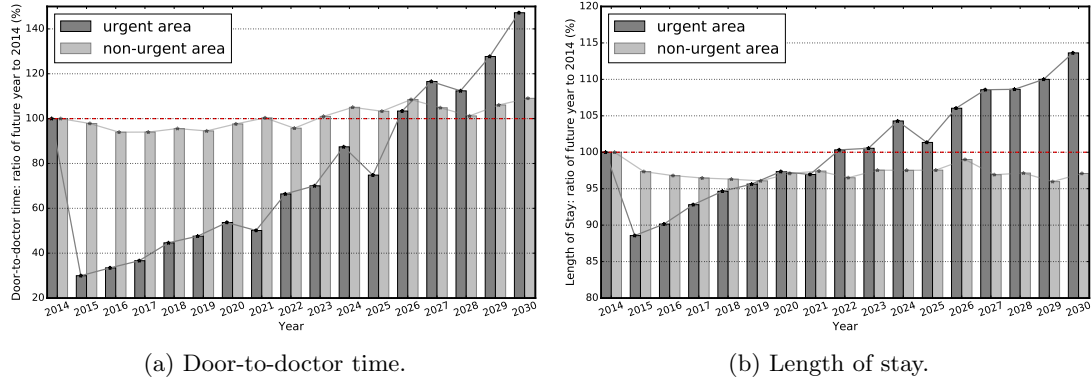 Door-to-doctor time: ratio of future year to 2014 (%)
140
120
100
80
60
40
20
urgent area
non-urgent area
2014 2015 2016 2017 2018 2019 2020 2021 2022 2023 2024 2025 2026 2027 2028 2029 2030
Year
(a) Door-to-doctor time.
Length of Stay: ratio of future year to 2014 (%)
120
115
110
105
100
95
90
85
80
urgent area
non-urgent area
2014 2015 2016 2017 2018 2019 2020 2021 2022 2023 2024 2025 2026 2027 2028 2029 2030
Year
(b) Length of stay.